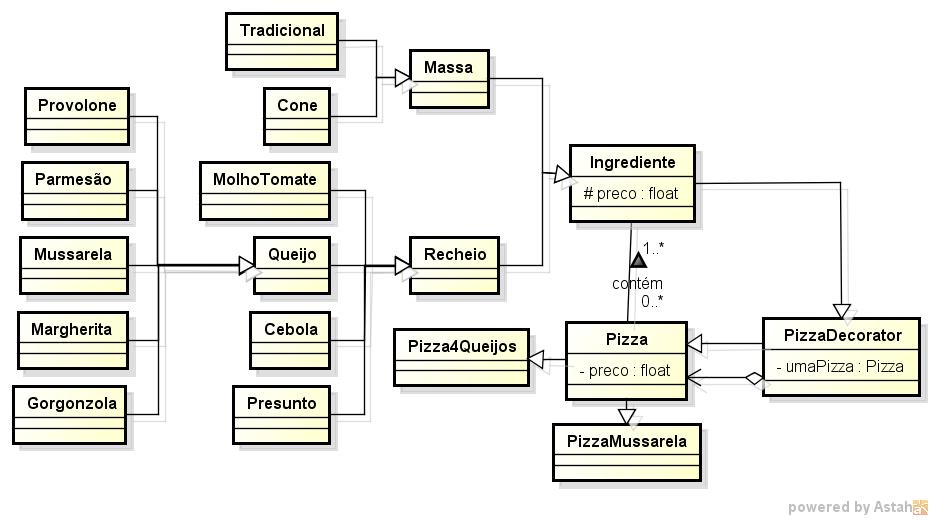 Tradicional
Massa
Provolone
Cone
Ingrediente
# preco : float
Parmesão
MolhoTomate
Mussarela
Queijo
Recheio
1..*
contém
0..*
Margherita
Cebola
Pizza4Queijos
Pizza
- preco : float
PizzaDecorator
- umaPizza : Pizza
Gorgonzola
Presunto
PizzaMussarela
powered by Astah